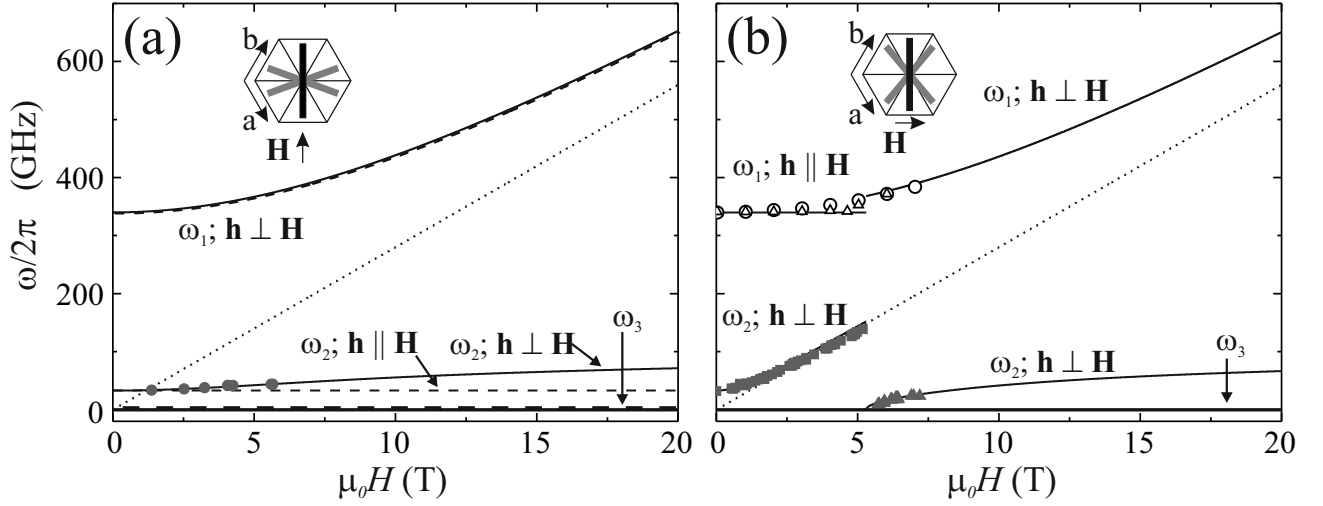 (a)
b
a
H
ω₁; h ⊥ H
ω₂; h ∥ H
ω₂; h ⊥ H
ω₃
600
400
200
0
ω/2π (GHz)
0 5 10 15 20
μ₀H (T)
(b)
b
a
H
ω₁; h ⊥ H
ω₁; h ∥ H
ω₂; h ⊥ H
ω₂; h ⊥ H
ω₃
0 5 10 15 20
μ₀H (T)